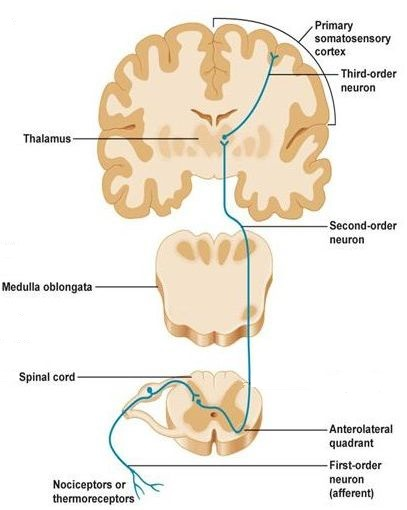 Primary
somatosensory
cortex
Third-order
neuron
Thalamus
Second-order
neuron
Medulla oblongata
Spinal cord
Anterolateral
quadrant
First-order
neuron
(afferent)
Nociceptors or
thermoreceptors